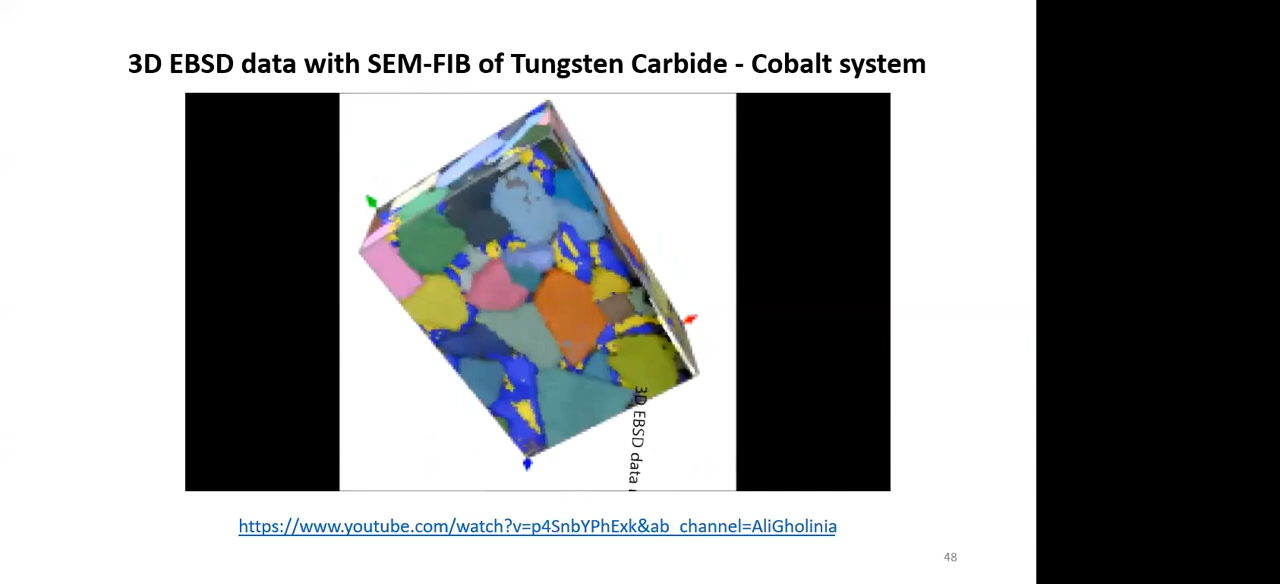 3D EBSD data with SEM-FIB of Tungsten Carbide - Cobalt system
3D EBSD data
https://www.youtube.com/watch?v=p4SnbYPhExk&ab_channel=AliGholinia
48